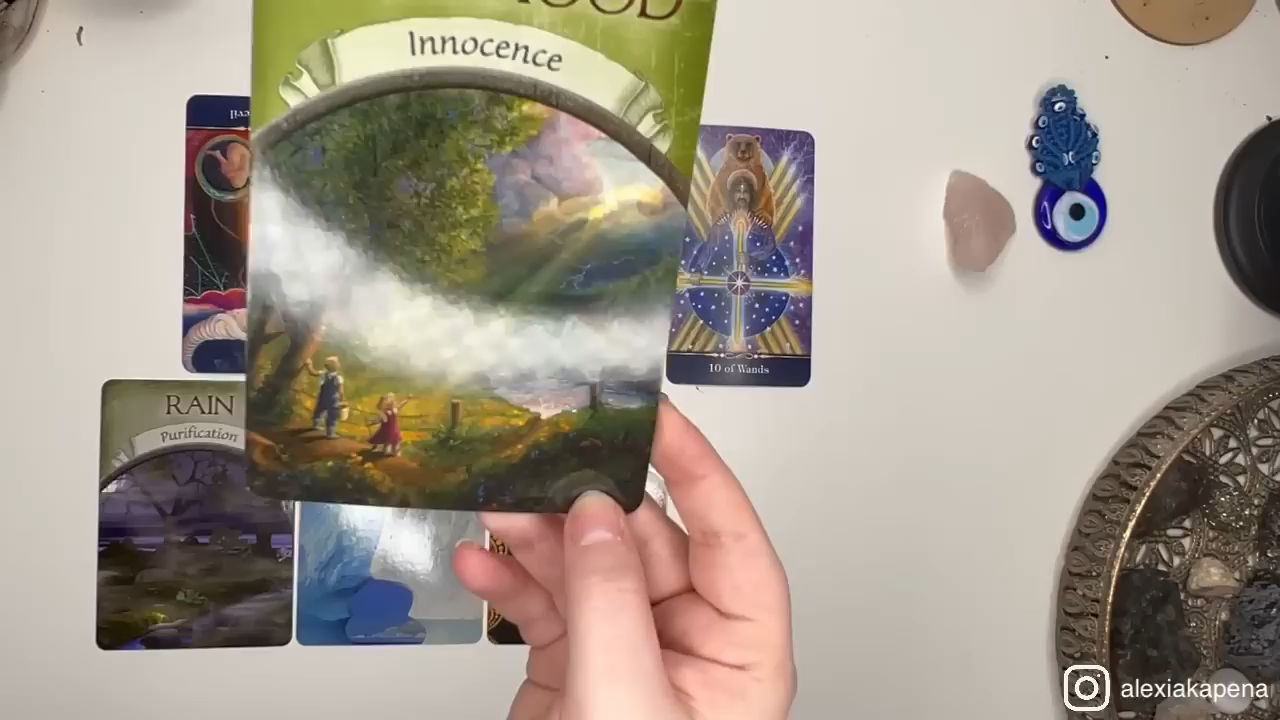 Innocence
10 of Wands
RAIN
Purification
alexiakapena